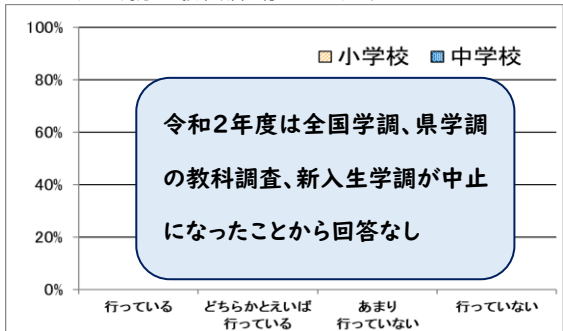 100%
小学校 中学校
80%
60%
40%
20%
0%
令和2年度は全国学調、県学調
の教科調査、新入生学調が中止
になったことから回答なし
行っている どちらかといえば 行っている あまり 行っていない 行っていない